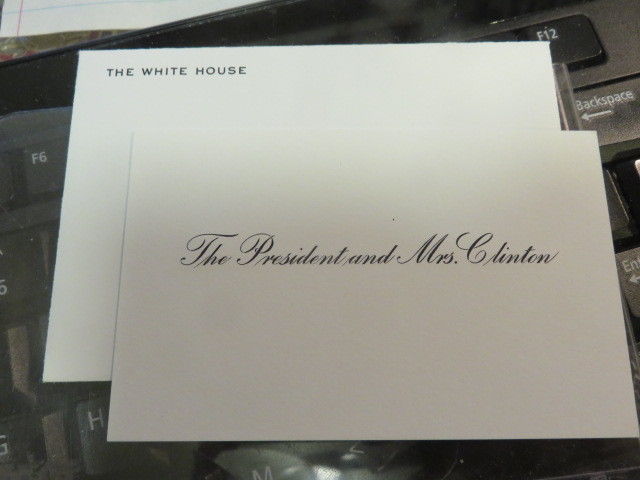 THE WHITE HOUSE
The President and Mrs. Clinton
F12
Backspace
F6
H
M